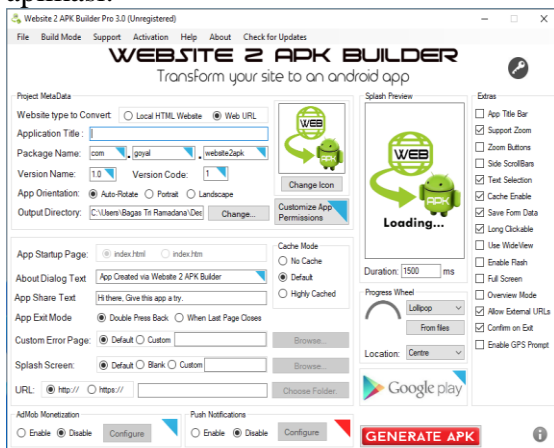 aplikasi.
Website 2 APK Builder Pro 3.0 (Unregistered)
File Build Mode Support Activation Help About Check for Updates
WEBSITE 2 APK BUILDER
Transform your site to an android app
Project MetaData
Website type to Convert Local HTML Website Web URL
Application Title :
Package Name: com . goyal . website2apk
Version Name: 1.0 Version Code: 1
App Orientation: Auto-Rotate Portrait Landscape
Output Directory: C:\Users\Bagas Tri Ramadana\Des Change...
WEB
APK
Change Icon
Customize App
Permissions
App Startup Page: index.html index.htm
About Dialog Text App Created via Website 2 APK Builder
App Share Text Hi there, Give this app a try.
App Exit Mode Double Press Back When Last Page Closes
Cache Mode
No Cache
Default
Highly Cached
Custom Error Page: Default Custom Browse...
Splash Screen: Default Blank Custom Browse...
URL: http:// https:// Choose Folder.
AdMob Monetization
Enable Disable Configure
Push Notifications
Enable Disable Configure
Splash Preview
WEB
APK
Loading...
Duration: 1500 ms
Progress Wheel
Lollipop
From files
Location: Centre
Google play
GENERATE APK
Extras
App Title Bar
Support Zoom
Zoom Buttons
Side ScrollBars
Text Selection
Cache Enable
Save Form Data
Long Clickable
Use WideView
Enable Flash
Full Screen
Overview Mode
Allow External URLs
Confirm on Exit
Enable GPS Prompt